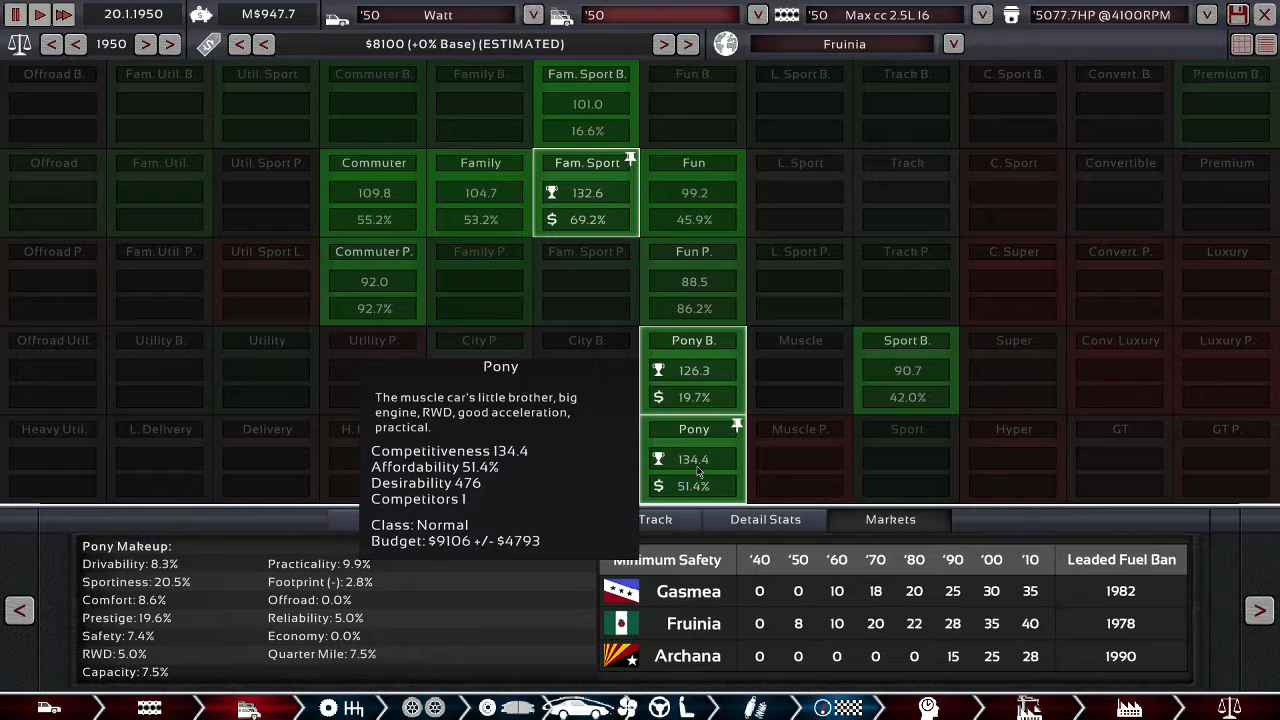 20.1.1950
M$947.7
'50 Watt
'50
'50 Max cc 2.5L I6
'5077.7HP @4100RPM
1950
$8100 (+0% Base) (ESTIMATED)
Fruinia
Offroad B. Fam. Util. B. Util. Sport Commuter B. Family B. Fam. Sport B. Fun B. L. Sport B. Track B. C. Sport B. Convert. B. Premium B.
101.0
16.6%
Offroad Fam. Util. Util. Sport P. Commuter Family Fam. Sport Fun L. Sport Track C. Sport Convertible Premium
109.8 104.7 132.6 99.2
55.2% 53.2% $ 69.2% 45.9%
Offroad P. Family Util. Sport L. Commuter P. Family P. Fam. Sport P. Fun P. L. Sport P. Track P. C. Super Convert. P. Luxury
92.0 88.5
92.7% 86.2%
Offroad Util. Utility B. Utility Utility P. City P. City B. Pony B. Muscle Sport B. Super Conv. Luxury
126.3 90.7
$ 19.7% 42.0%
Heavy Util. L. Delivery Pony Muscle P. Sport Hyper GT GT P.
134.4
$ 51.4%
Pony
The muscle car's little brother, big
engine, RWD, good acceleration,
practical.
Competitiveness 134.4
Affordability 51.4%
Desirability 476
Competitors 1
Class: Normal
Budget: $9106 +/- $4793
Track Detail Stats Markets
Pony Makeup:
Drivability: 8.3% Practicality: 9.9%
Sportiness: 20.5% Footprint (-): 2.8%
Comfort: 8.6% Offroad: 0.0%
Prestige: 19.6% Reliability: 5.0%
Safety: 7.4% Economy: 0.0%
RWD: 5.0% Quarter Mile: 7.5%
Capacity: 7.5%
Minimum Safety '40 '50 '60 '70 '80 '90 '00 '10 Leaded Fuel Ban
Gasmea 0 0 10 18 20 25 30 35 1982
Fruinia 0 8 10 20 22 28 35 40 1978
Archana 0 0 0 0 0 15 25 28 1990